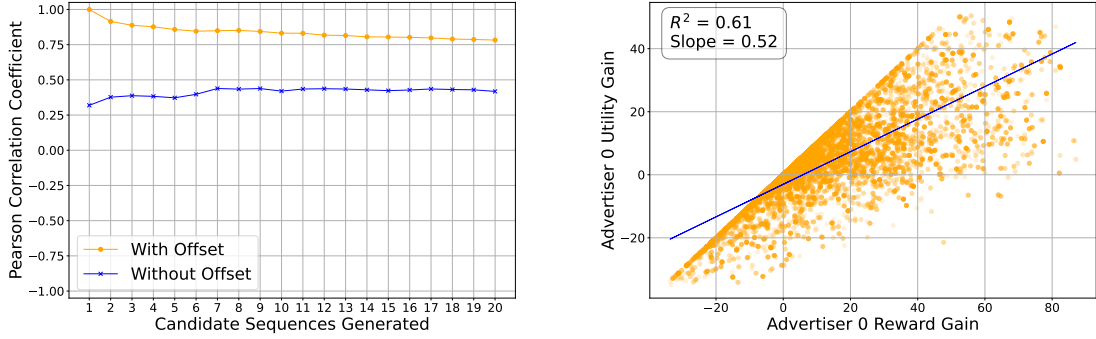 Pearson Correlation Coefficient
1.00
0.75
0.50
0.25
0.00
−0.25
−0.50
−0.75
−1.00
With Offset
Without Offset
1 2 3 4 5 6 7 8 9 10 11 12 13 14 15 16 17 18 19 20
Candidate Sequences Generated
Advertiser 0 Utility Gain
R² = 0.61
Slope = 0.52
40
20
0
−20
−20 0 20 40 60 80
Advertiser 0 Reward Gain